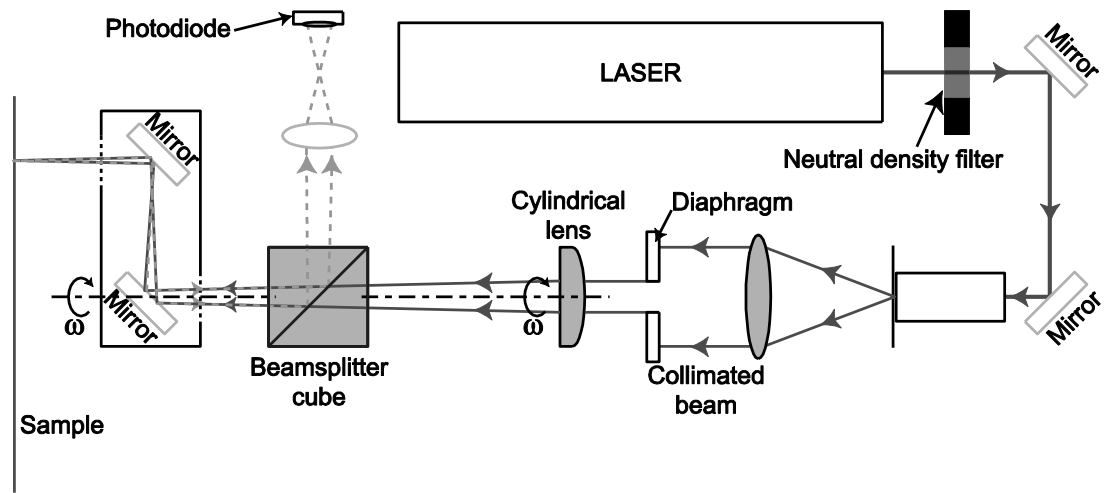 Photodiode
LASER
Mirror
Neutral density filter
Mirror
Cylindrical
lens
Diaphragm
ω
Mirror
ω
Mirror
Beamsplitter
cube
Collimated
beam
Sample